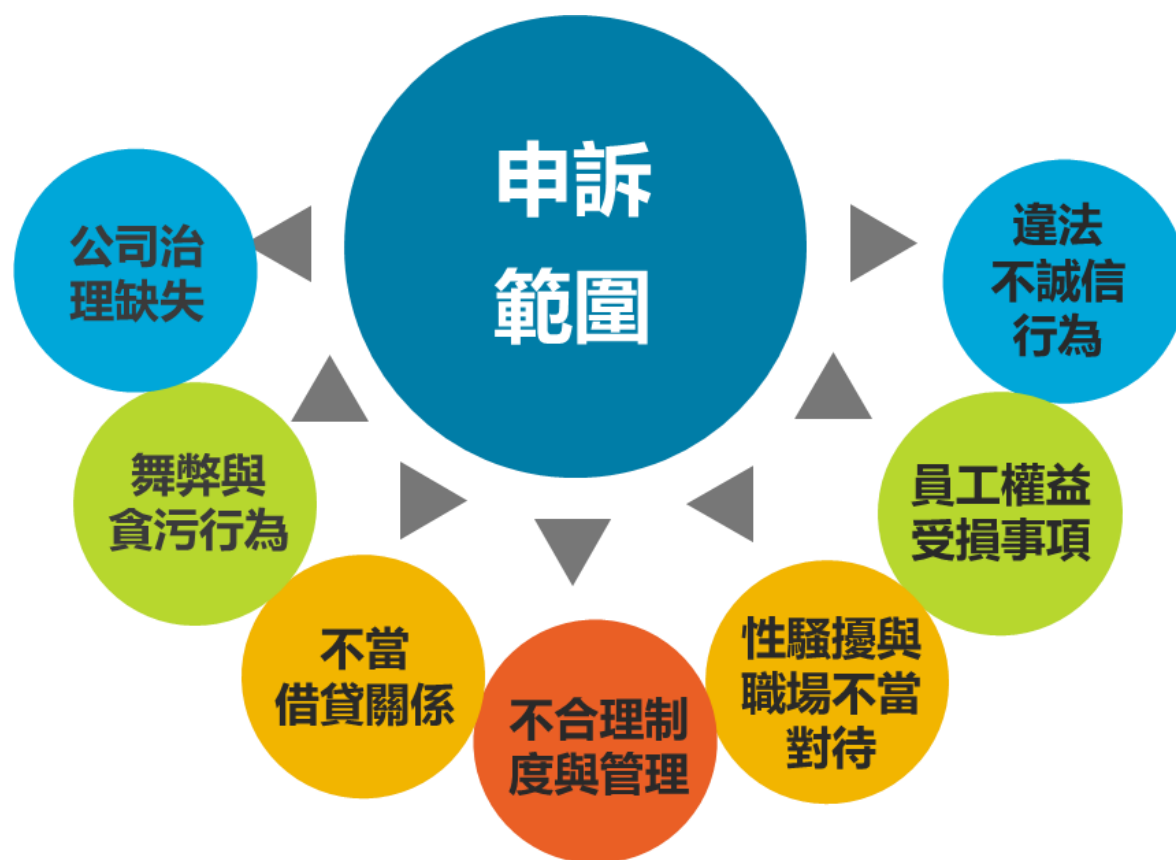 申訴
範圍
公司治
理缺失
舞弊與
貪污行為
不當
借貸關係
不合理制
度與管理
性騷擾與
職場不當
對待
員工權益
受損事項
違法
不誠信
行為